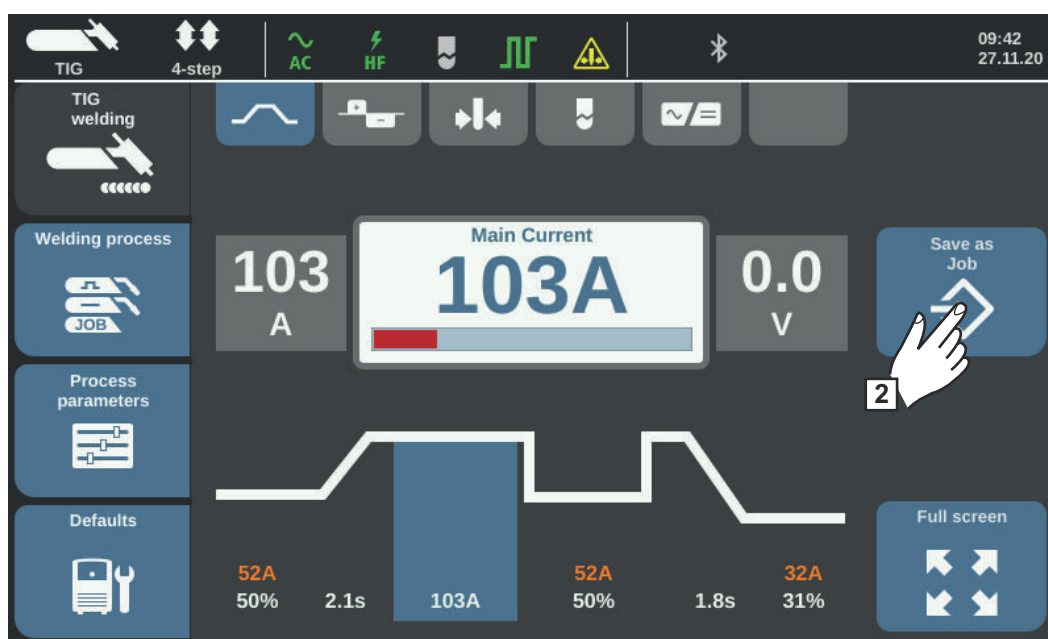 TIG
4-step
AC
HF
09:42
27.11.20
TIG
welding
Welding process
JOB
Process
parameters
Defaults
+
-
~/=
103
A
Main Current
103A
0.0
V
Save as
Job
2
Full screen
52A
50%
2.1s
103A
52A
50%
1.8s
32A
31%